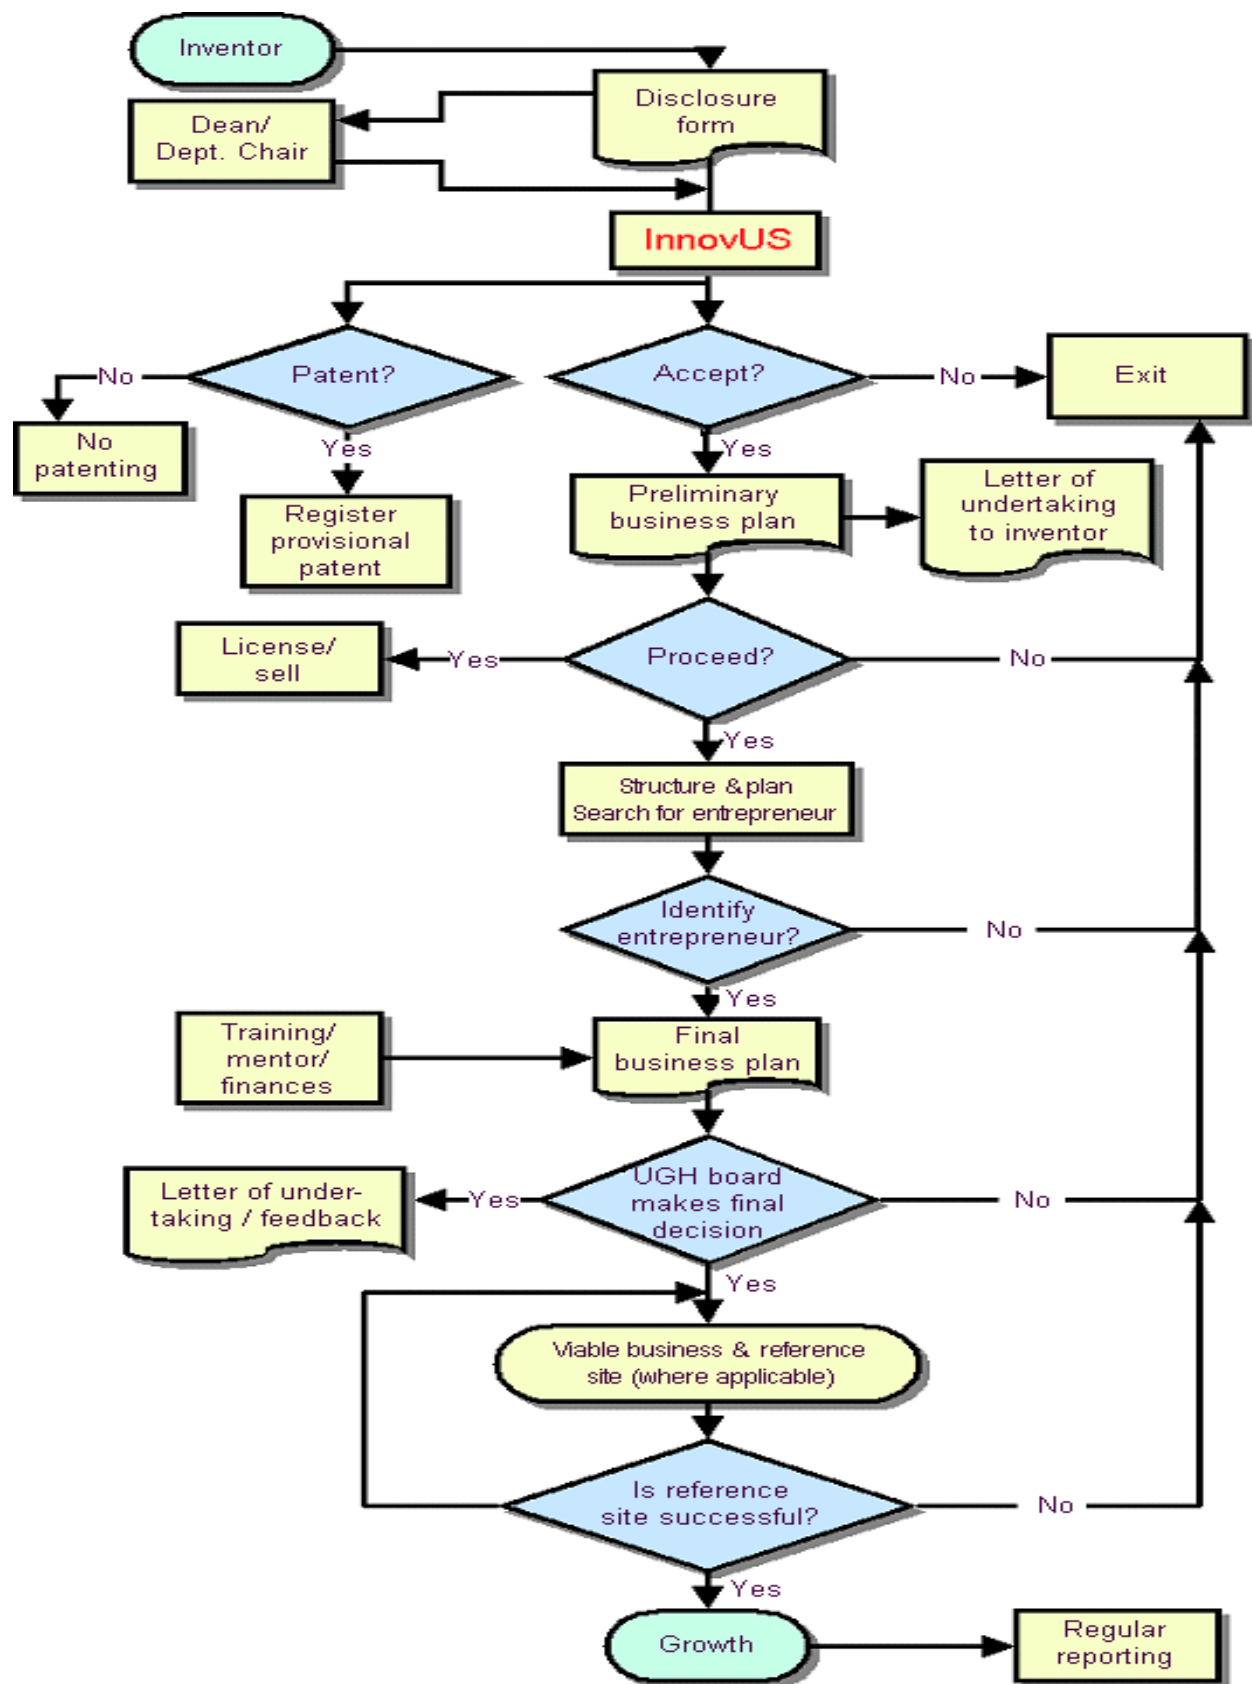 Inventor
Disclosure
form
Dean/
Dept. Chair
InnovUS
Patent?
Accept?
No
Exit
No
No
patenting
Yes
Yes
Register
provisional
patent
Preliminary
business plan
Letter of
undertaking
to inventor
License/
sell
Yes
Proceed?
No
Yes
Structure & plan
Search for entrepreneur
Identify
entrepreneur?
No
Yes
Training/
mentor/
finances
Final
business plan
Letter of under-
taking / feedback
Yes
UGH board
makes final
decision
No
Yes
Viable business & reference
site (where applicable)
Is reference
site successful?
No
Yes
Growth
Regular
reporting